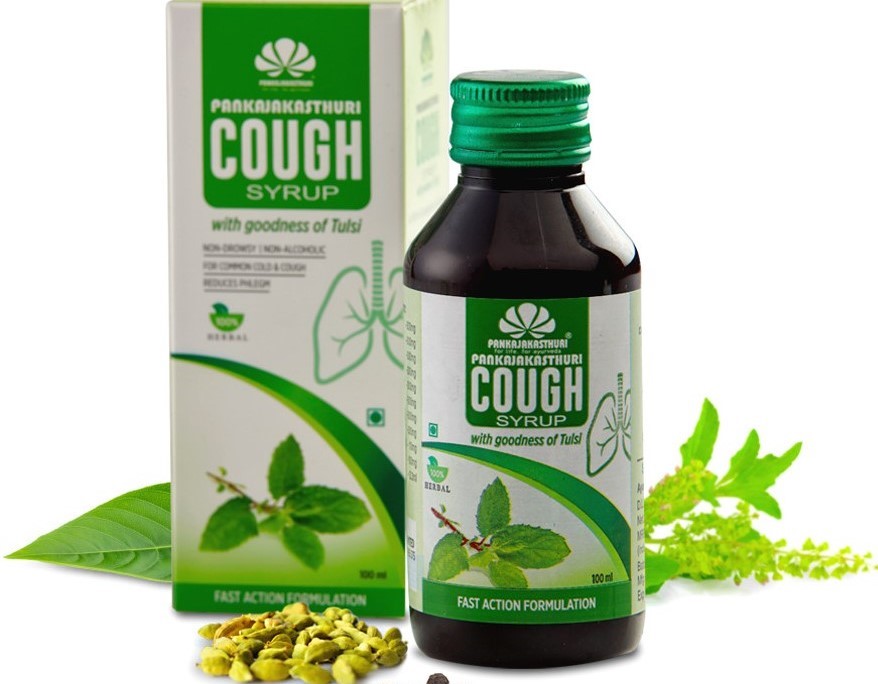 PANKAJAKASTHURI
PANKAJAKASTHURI
COUGH
SYRUP
with goodness of Tulsi
NON-DROWSY | NON-ALCOHOLIC
FOR COMMON COLD & COUGH
REDUCES PHLEGM
100%
HERBAL
100 ml
FAST ACTION FORMULATION
PANKAJAKASTHURI
for life. for ayurveda
PANKAJAKASTHURI
COUGH
SYRUP
with goodness of Tulsi
100%
HERBAL
100 ml
FAST ACTION FORMULATION